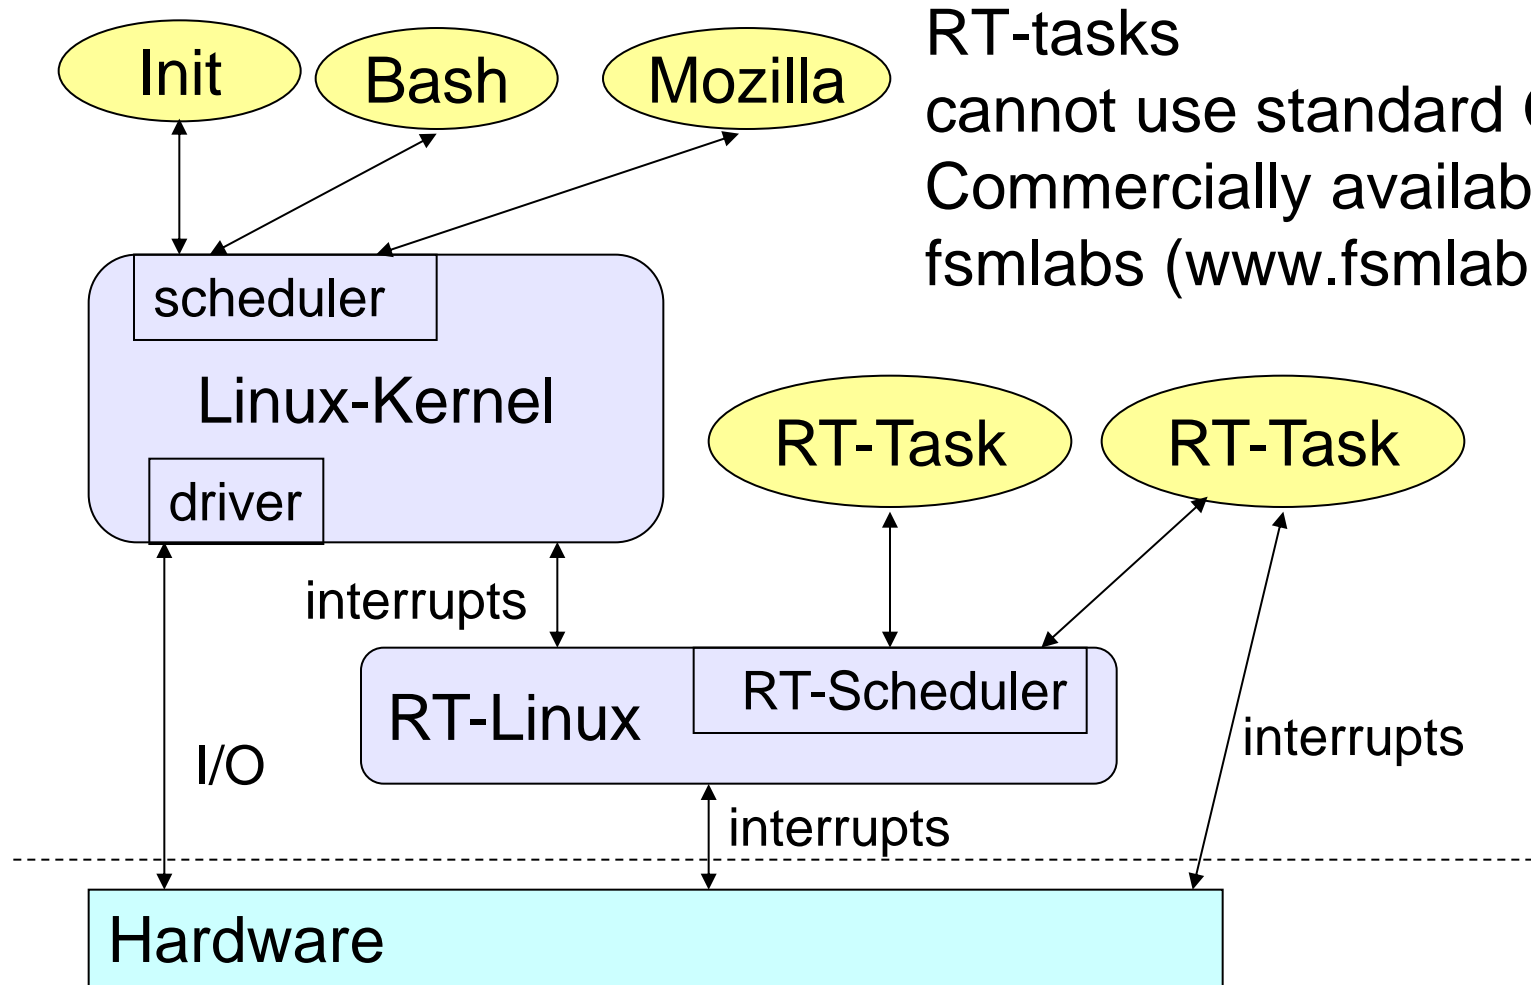 Init
Bash
Mozilla
RT-tasks
cannot use standard
Commercially availab
fsmlabs (www.fsmlab
scheduler
Linux-Kernel
driver
RT-Task
RT-Task
interrupts
RT-Linux
RT-Scheduler
interrupts
I/O
interrupts
Hardware